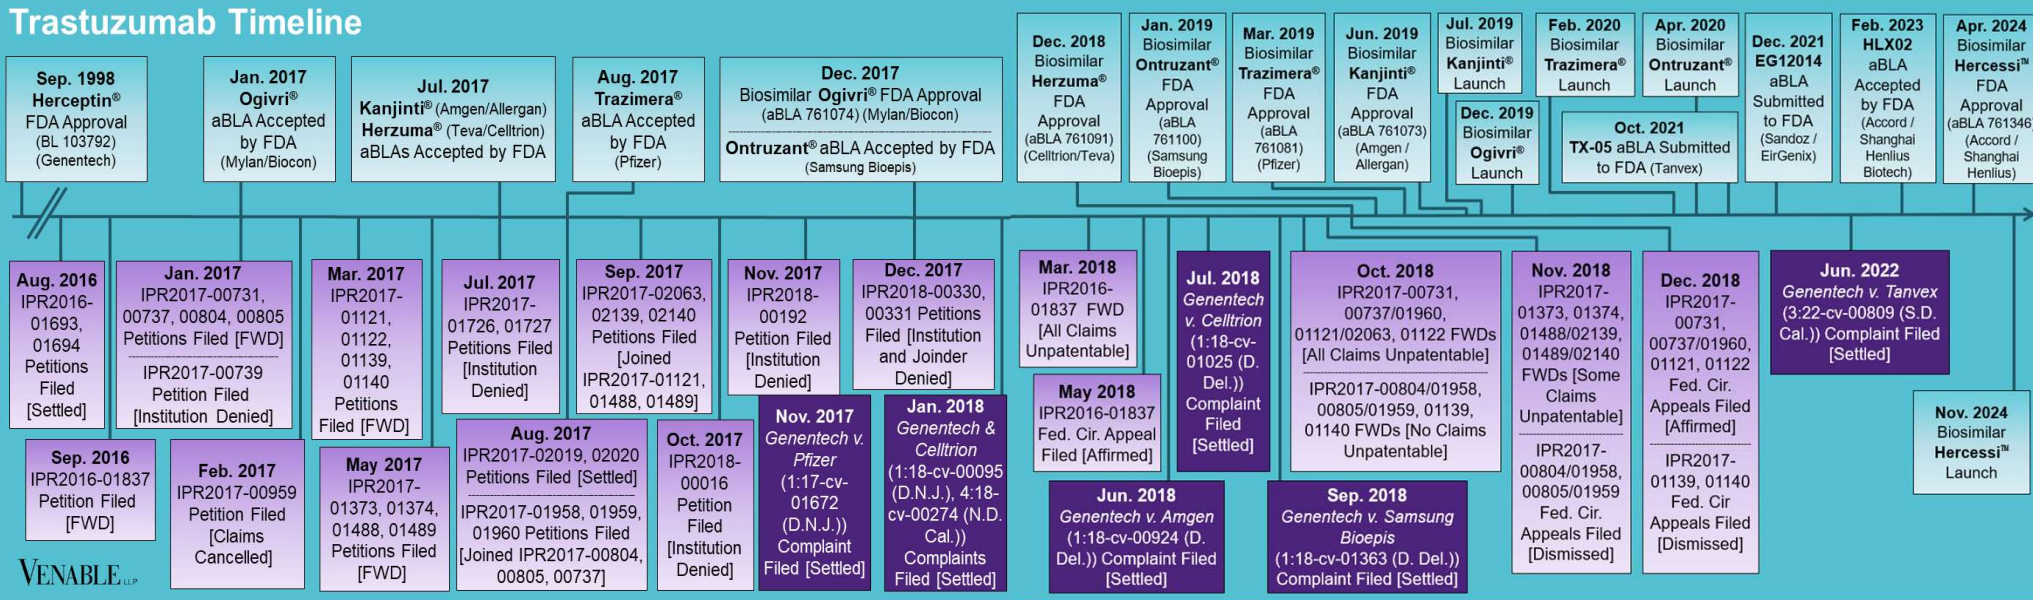 Trastuzumab Timeline
Sep. 1998
Herceptin®
FDA Approval
(BL 103792)
(Genentech)
Jan. 2017
Ogivri®
aBLA Accepted
by FDA
(Mylan/Biocon)
Jul. 2017
Kanjinti® (Amgen/Allergan)
Herzuma® (Teva/Celltrion)
aBLAs Accepted by FDA
Aug. 2017
Trazimera®
aBLA Accepted
by FDA
(Pfizer)
Dec. 2017
Biosimilar Ogivri® FDA Approval
(aBLA 761074) (Mylan/Biocon)
Ontruzant® aBLA Accepted by FDA
(Samsung Bioepis)
Dec. 2018
Biosimilar
Herzuma®
FDA
Approval
(aBLA 761091)
(Celltrion/Teva)
Jan. 2019
Biosimilar
Ontruzant®
FDA
Approval
(aBLA
761100)
(Samsung
Bioepis)
Mar. 2019
Biosimilar
Trazimera®
FDA
Approval
(aBLA
761081)
(Pfizer)
Jun. 2019
Biosimilar
Kanjinti®
FDA
Approval
(aBLA 761073)
(Amgen /
Allergan)
Jul. 2019
Biosimilar
Kanjinti®
Launch
Dec. 2019
Biosimilar
Ogivri®
Launch
Feb. 2020
Biosimilar
Trazimera®
Launch
Apr. 2020
Biosimilar
Ontruzant®
Launch
Oct. 2021
TX-05 aBLA Submitted
to FDA (Tanvex)
Dec. 2021
EG12014
aBLA
Submitted
to FDA
(Sandoz /
EirGenix)
Feb. 2023
HLX02
aBLA
Accepted
by FDA
(Accord /
Shanghai
Henlius
Biotech)
Apr. 2024
Biosimilar
Hercessi™
FDA
Approval
(aBLA 761346)
(Accord /
Shanghai
Henlius)
Aug. 2016
IPR2016-
01693,
01694
Petitions
Filed
[Settled]
Sep. 2016
IPR2016-01837
Petition Filed
[FWD]
Jan. 2017
IPR2017-00731,
00737, 00804, 00805
Petitions Filed [FWD]
IPR2017-00739
Petition Filed
[Institution Denied]
Feb. 2017
IPR2017-00959
Petition Filed
[Claims
Cancelled]
Mar. 2017
IPR2017-
01121,
01122,
01139,
01140
Petitions
Filed [FWD]
May 2017
IPR2017-
01373, 01374,
01488, 01489
Petitions Filed
[FWD]
Jul. 2017
IPR2017-
01726, 01727
Petitions Filed
[Institution
Denied]
Aug. 2017
IPR2017-02019, 02020
Petitions Filed [Settled]
IPR2017-01958, 01959,
01960 Petitions Filed
[Joined IPR2017-00804,
00805, 00737]
Sep. 2017
IPR2017-02063,
02139, 02140
Petitions Filed
[Joined
IPR2017-01121,
01488, 01489]
Oct. 2017
IPR2018-
00016
Petition
Filed
[Institution
Denied]
Nov. 2017
IPR2018-
00192
Petition Filed
[Institution
Denied]
Nov. 2017
Genentech v.
Pfizer
(1:17-cv-
01672
(D.N.J.))
Complaint
Filed [Settled]
Dec. 2017
IPR2018-00330,
00331 Petitions
Filed [Institution
and Joinder
Denied]
Jan. 2018
Genentech &
Celltrion
(1:18-cv-00095
(D.N.J.), 4:18-
cv-00274 (N.D.
Cal.))
Complaints
Filed [Settled]
Mar. 2018
IPR2016-
01837 FWD
[All Claims
Unpatentable]
May 2018
IPR2016-01837
Fed. Cir. Appeal
Filed [Affirmed]
Jun. 2018
Genentech v. Amgen
(1:18-cv-00924 (D.
Del.)) Complaint Filed
[Settled]
Jul. 2018
Genentech
v. Celltrion
(1:18-cv-
01025 (D.
Del.))
Complaint
Filed
[Settled]
Sep. 2018
Genentech v. Samsung
Bioepis
(1:18-cv-01363 (D. Del.))
Complaint Filed [Settled]
Oct. 2018
IPR2017-00731,
00737/01960,
01121/02063, 01122 FWDs
[All Claims Unpatentable]
IPR2017-00804/01958,
00805/01959, 01139,
01140 FWDs [No Claims
Unpatentable]
Nov. 2018
IPR2017-
01373, 01374,
01488/02139,
01489/02140
FWDs [Some
Claims
Unpatentable]
IPR2017-
00804/01958,
00805/01959
Fed. Cir.
Appeals Filed
[Dismissed]
Dec. 2018
IPR2017-
00731,
00737/01960,
01121, 01122
Fed. Cir.
Appeals Filed
[Affirmed]
IPR2017-
01139, 01140
Fed. Cir
Appeals Filed
[Dismissed]
Jun. 2022
Genentech v. Tanvex
(3:22-cv-00809 (S.D.
Cal.)) Complaint Filed
[Settled]
Nov. 2024
Biosimilar
Hercessi™
Launch
VENABLE LLP